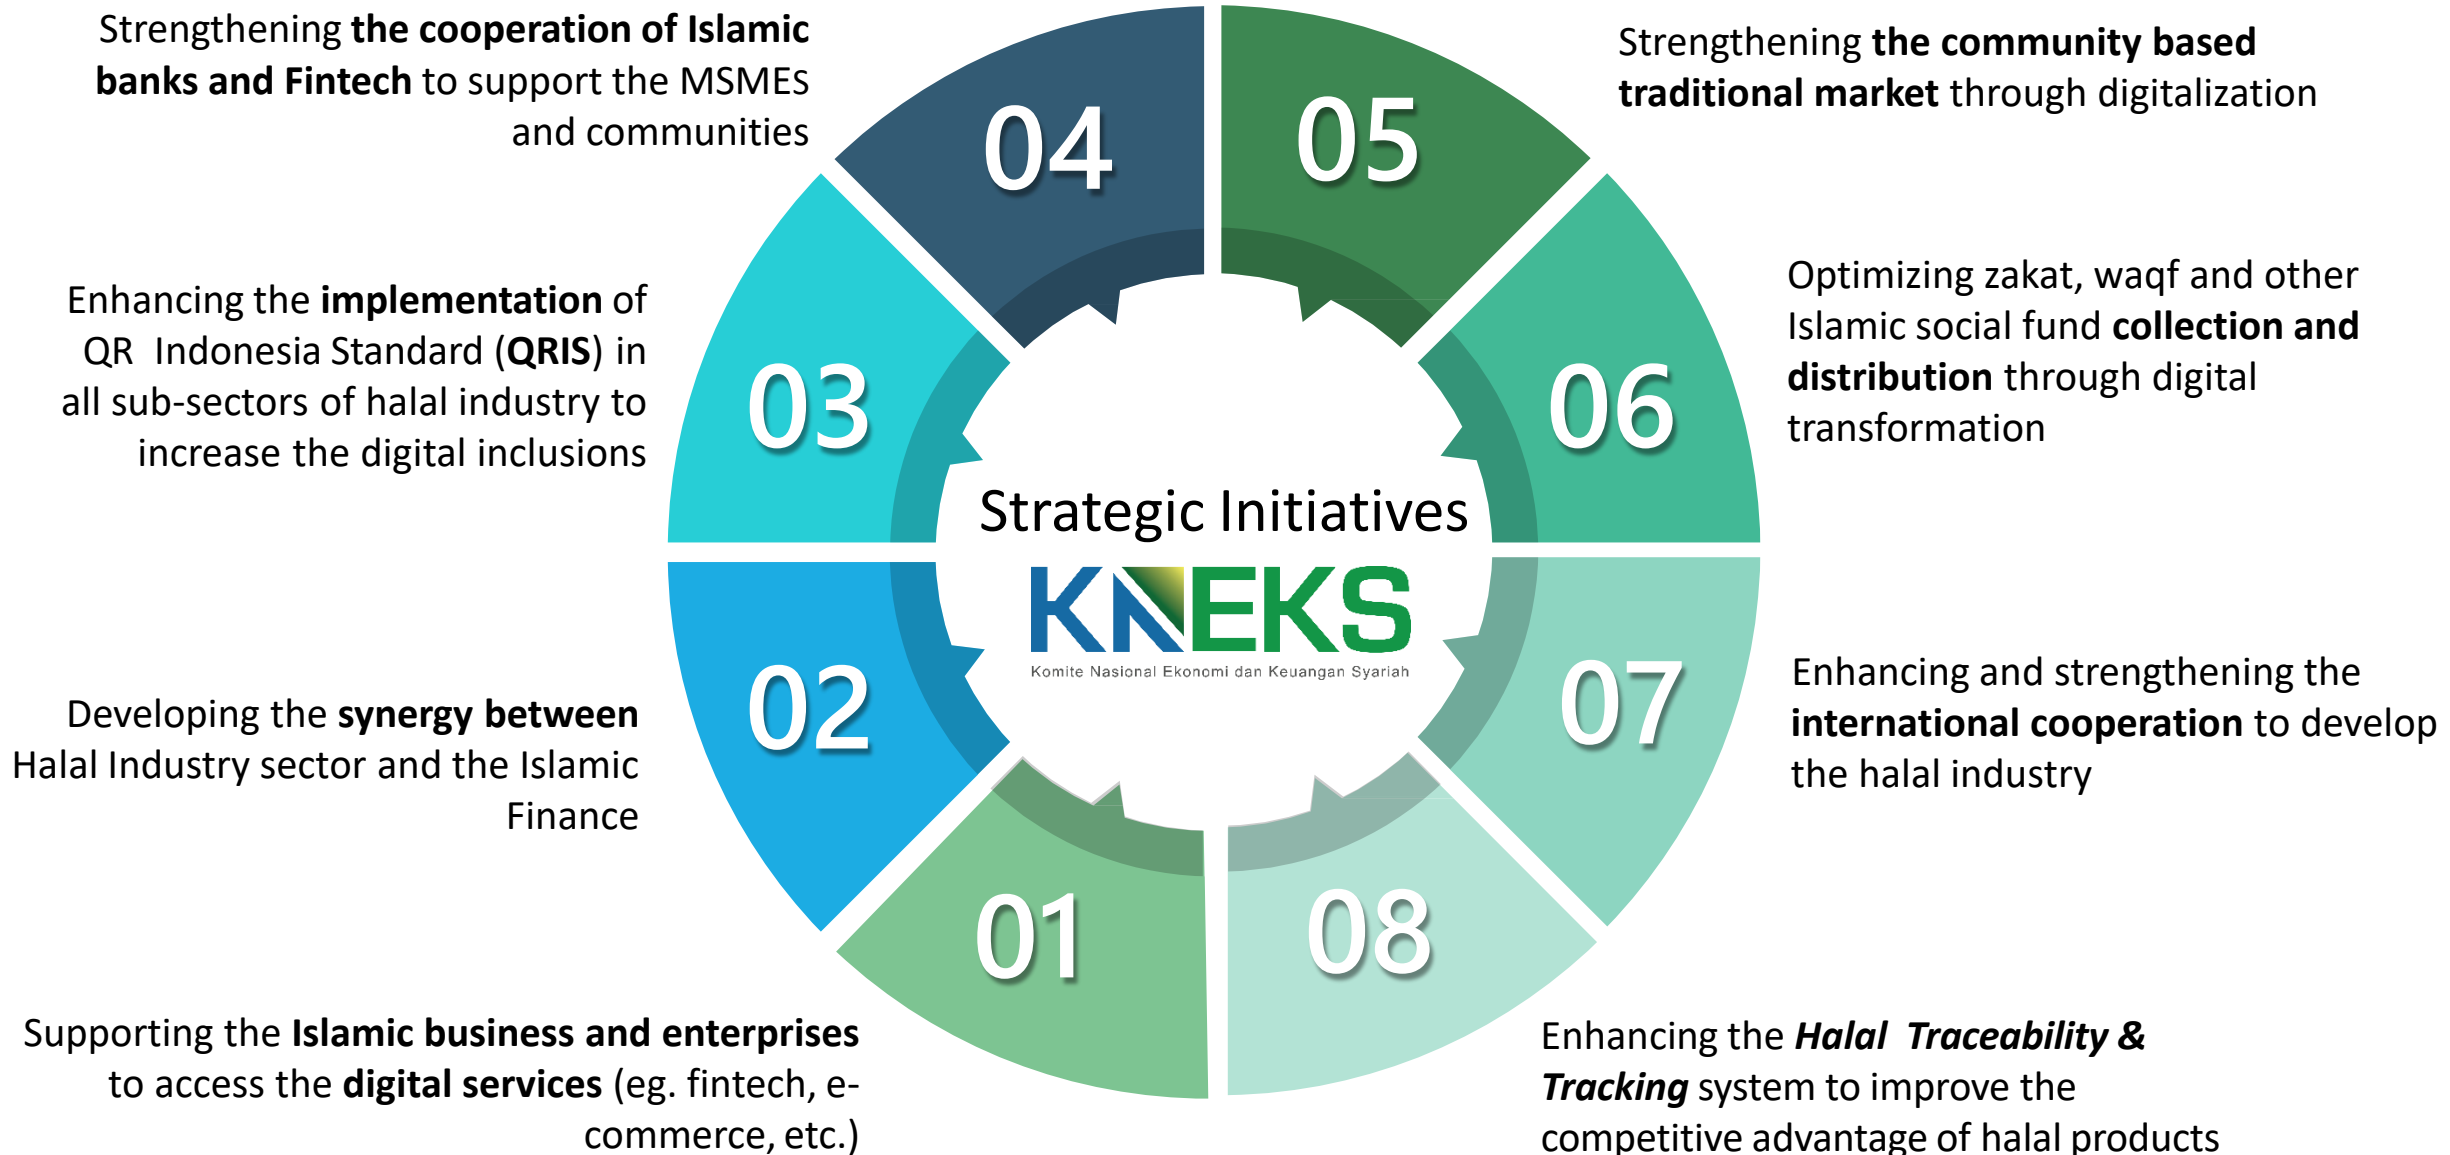 Strengthening the cooperation of Islamic
banks and Fintech to support the MSMEs
and communities
04
05
Strengthening the community based
traditional market through digitalization
Enhancing the implementation of
QR Indonesia Standard (QRIS) in
all sub-sectors of halal industry to
increase the digital inclusions
03
06
Optimizing zakat, waqf and other
Islamic social fund collection and
distribution through digital
transformation
Strategic Initiatives
KNEKS
Komite Nasional Ekonomi dan Keuangan Syariah
Developing the synergy between
Halal Industry sector and the Islamic
Finance
02
07
Enhancing and strengthening the
international cooperation to develop
the halal industry
01
08
Supporting the Islamic business and enterprises
to access the digital services (eg. fintech, e-
commerce, etc.)
Enhancing the Halal Traceability &
Tracking system to improve the
competitive advantage of halal products